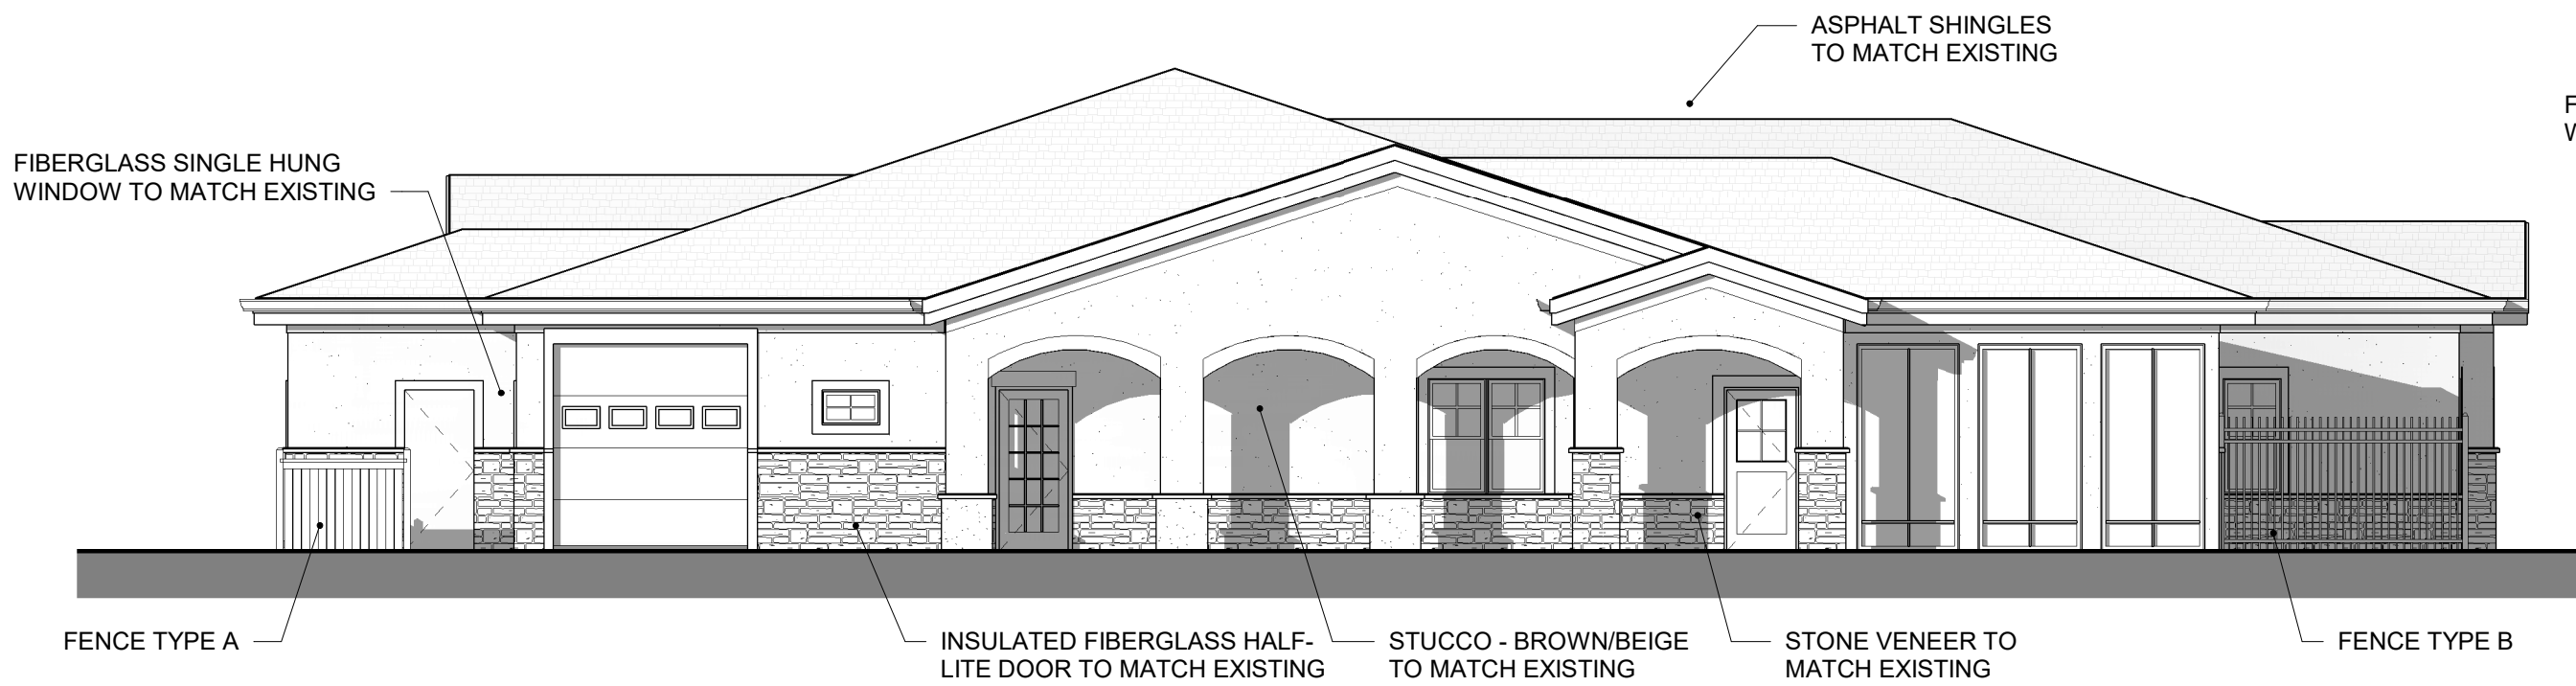 ASPHALT SHINGLES
TO MATCH EXISTING
FIBERGLASS SINGLE HUNG
WINDOW TO MATCH EXISTING
FENCE TYPE A
INSULATED FIBERGLASS HALF-
LITE DOOR TO MATCH EXISTING
STUCCO - BROWN/BEIGE
TO MATCH EXISTING
STONE VENEER TO
MATCH EXISTING
FENCE TYPE B